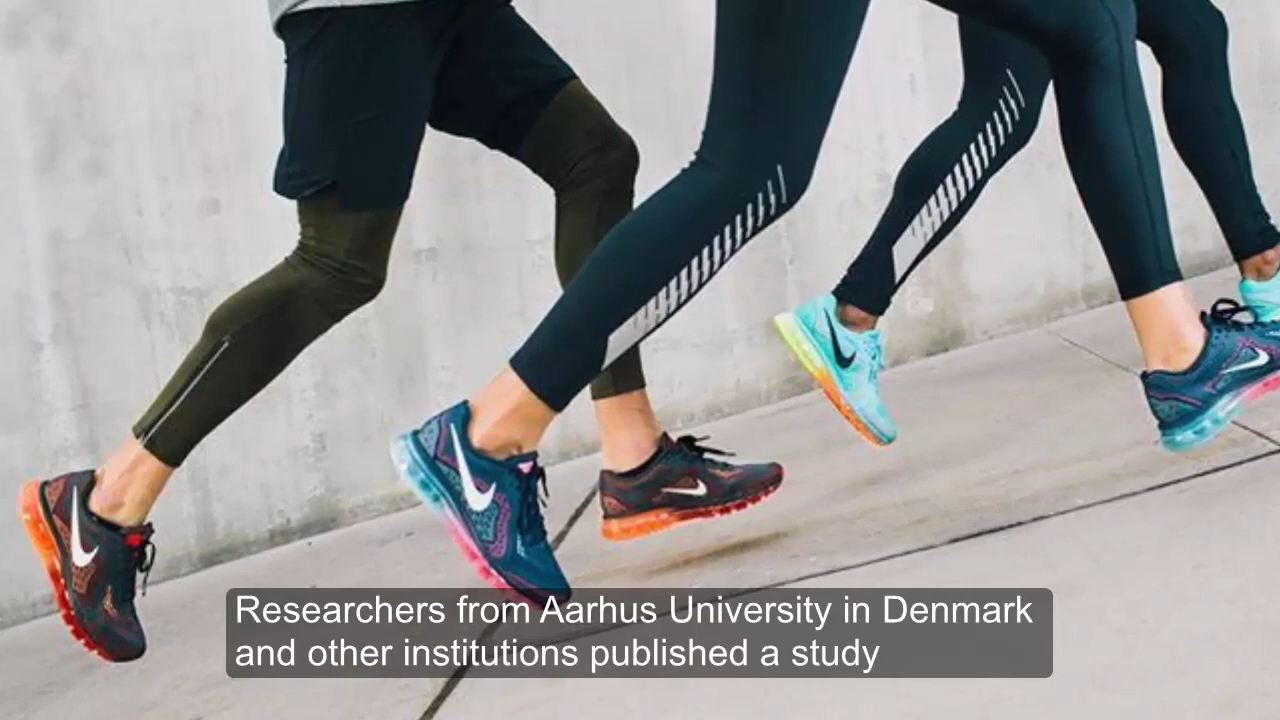 Researchers from Aarhus University in Denmark
and other institutions published a study